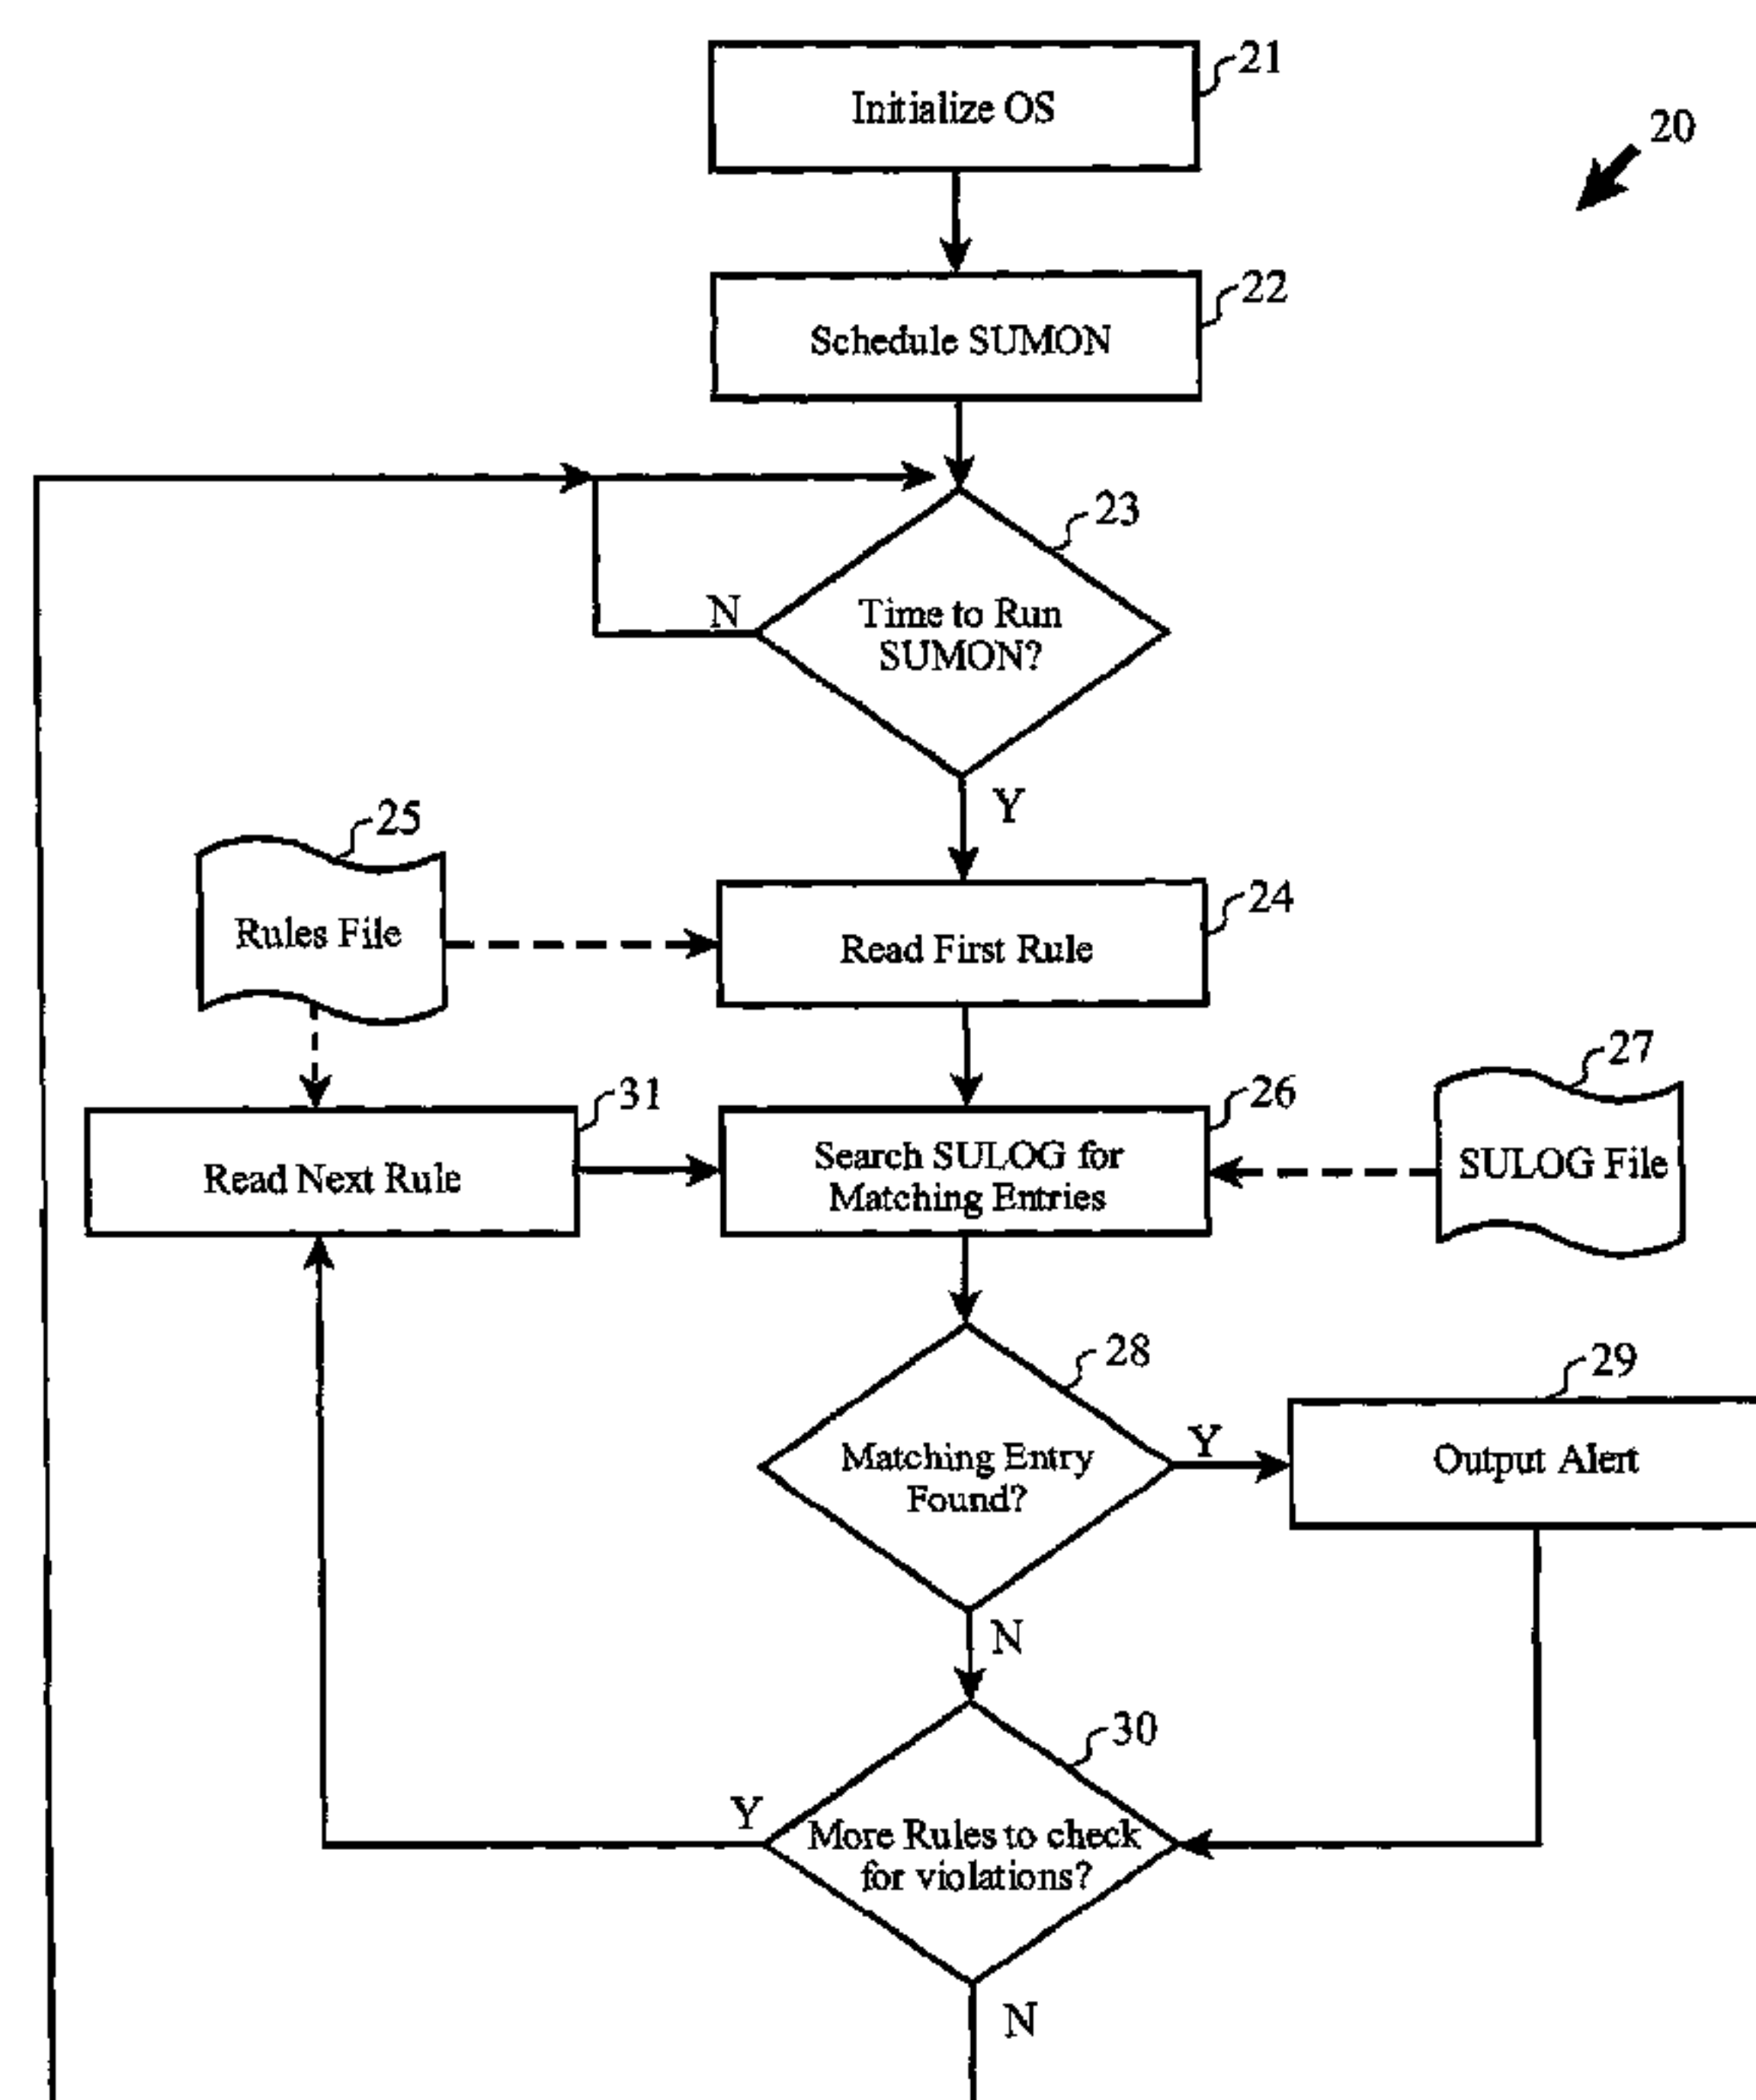 21
Initialize OS
20
22
Schedule SUMON
23
N
Time to Run
SUMON?
Y
25
Rules File
24
Read First Rule
27
SULOG File
31
Read Next Rule
26
Search SULOG for
Matching Entries
28
Matching Entry
Found?
Y
29
Output Alert
N
30
Y
More Rules to check
for violations?
N